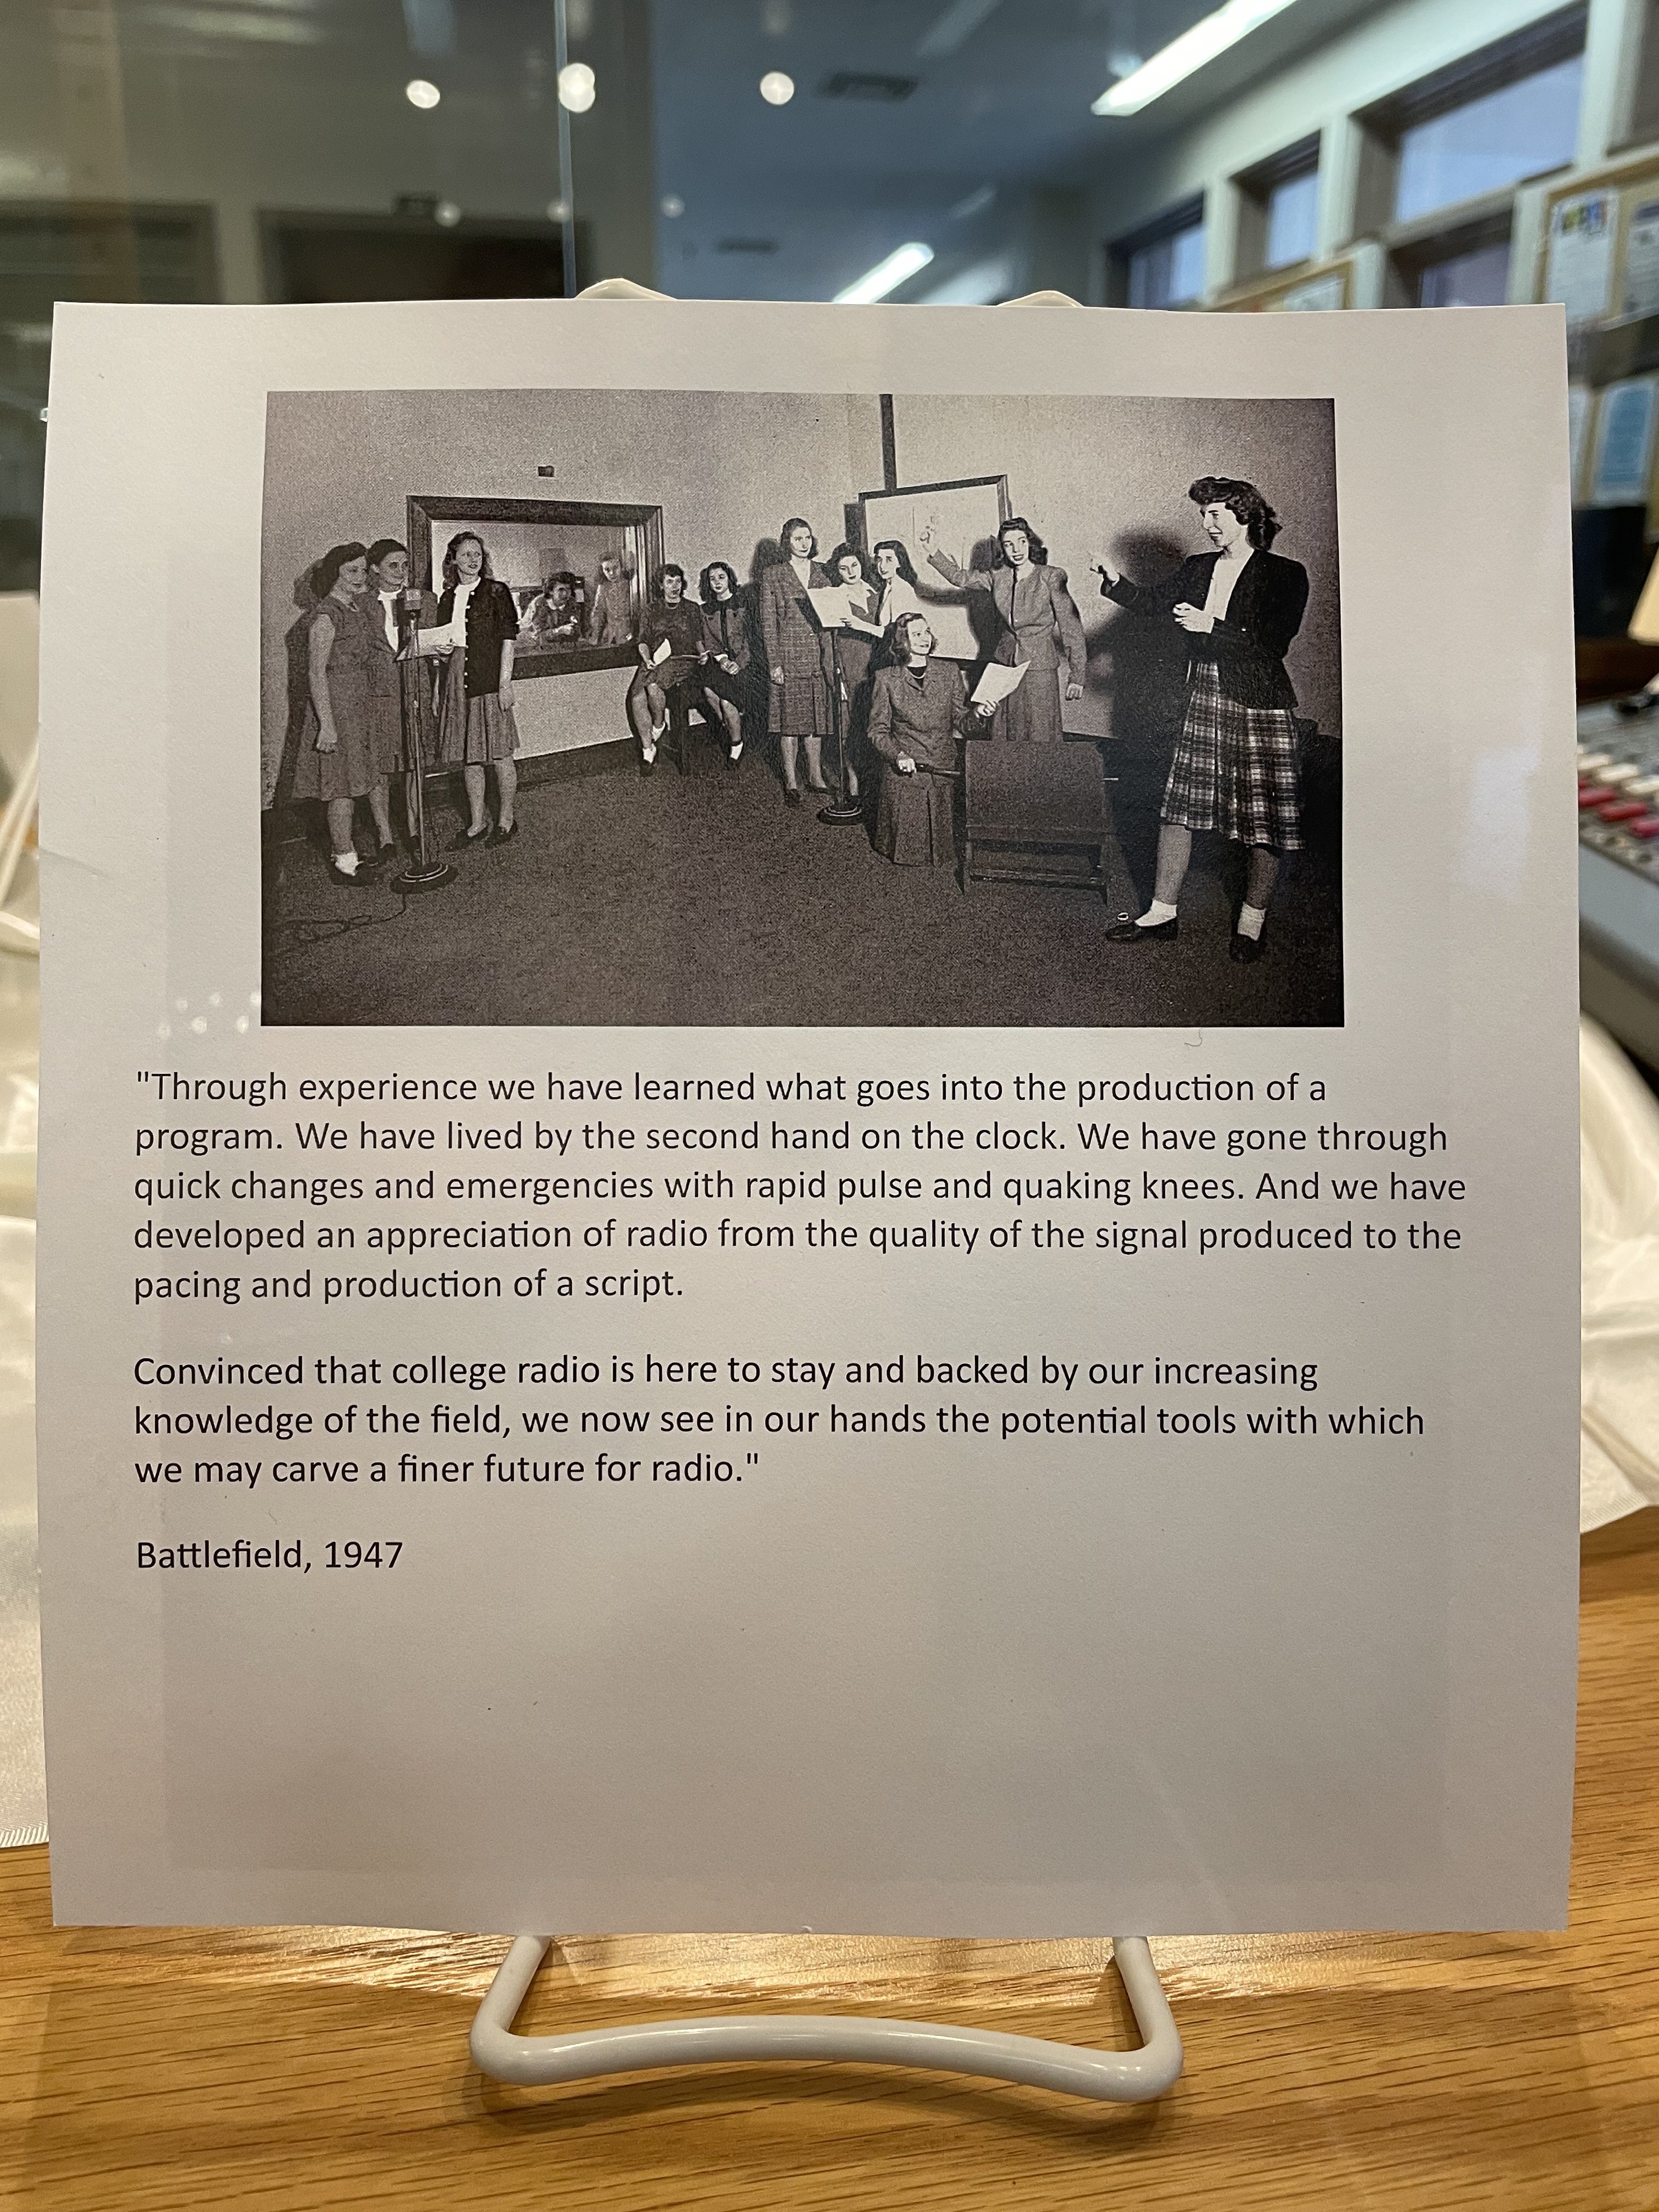 "Through experience we have learned what goes into the production of a
program. We have lived by the second hand on the clock. We have gone through
quick changes and emergencies with rapid pulse and quaking knees. And we have
developed an appreciation of radio from the quality of the signal produced to the
pacing and production of a script.
Convinced that college radio is here to stay and backed by our increasing
knowledge of the field, we now see in our hands the potential tools with which
we may carve a finer future for radio."
Battlefield, 1947